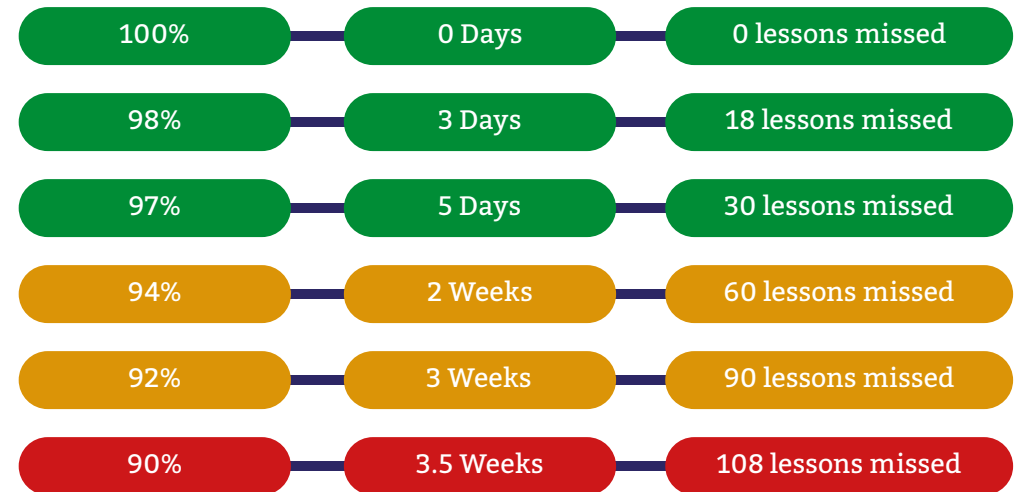 100% 0 Days 0 lessons missed
98% 3 Days 18 lessons missed
97% 5 Days 30 lessons missed
94% 2 Weeks 60 lessons missed
92% 3 Weeks 90 lessons missed
90% 3.5 Weeks 108 lessons missed